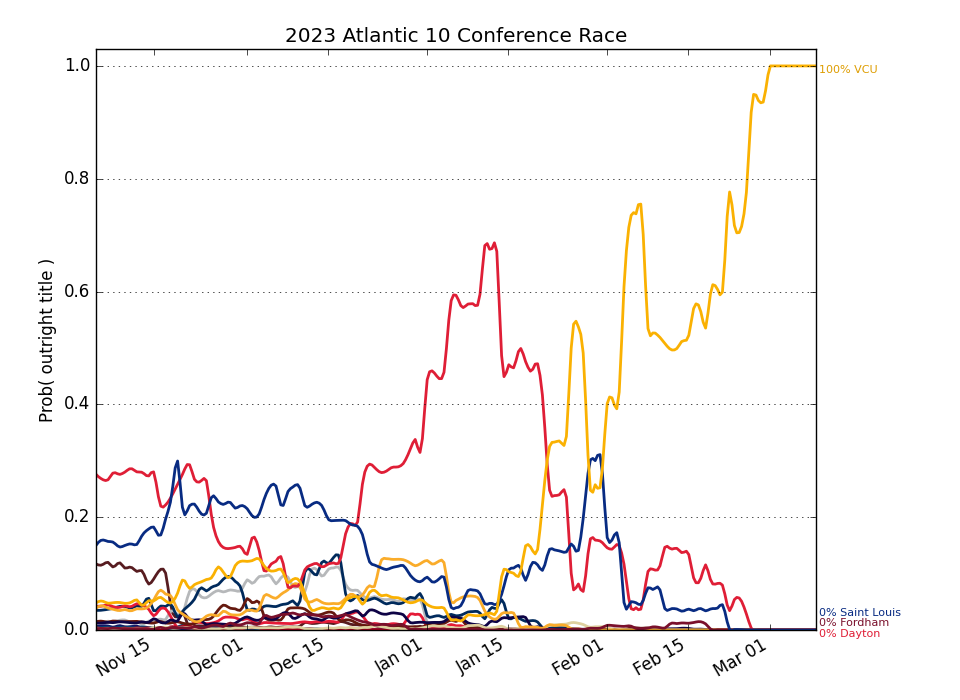 2023 Atlantic 10 Conference Race
Prob( outright title )
1.0
0.8
0.6
0.4
0.2
0.0
100% VCU
0% Saint Louis
0% Fordham
0% Dayton
Nov 15
Dec 01
Dec 15
Jan 01
Jan 15
Feb 01
Feb 15
Mar 01